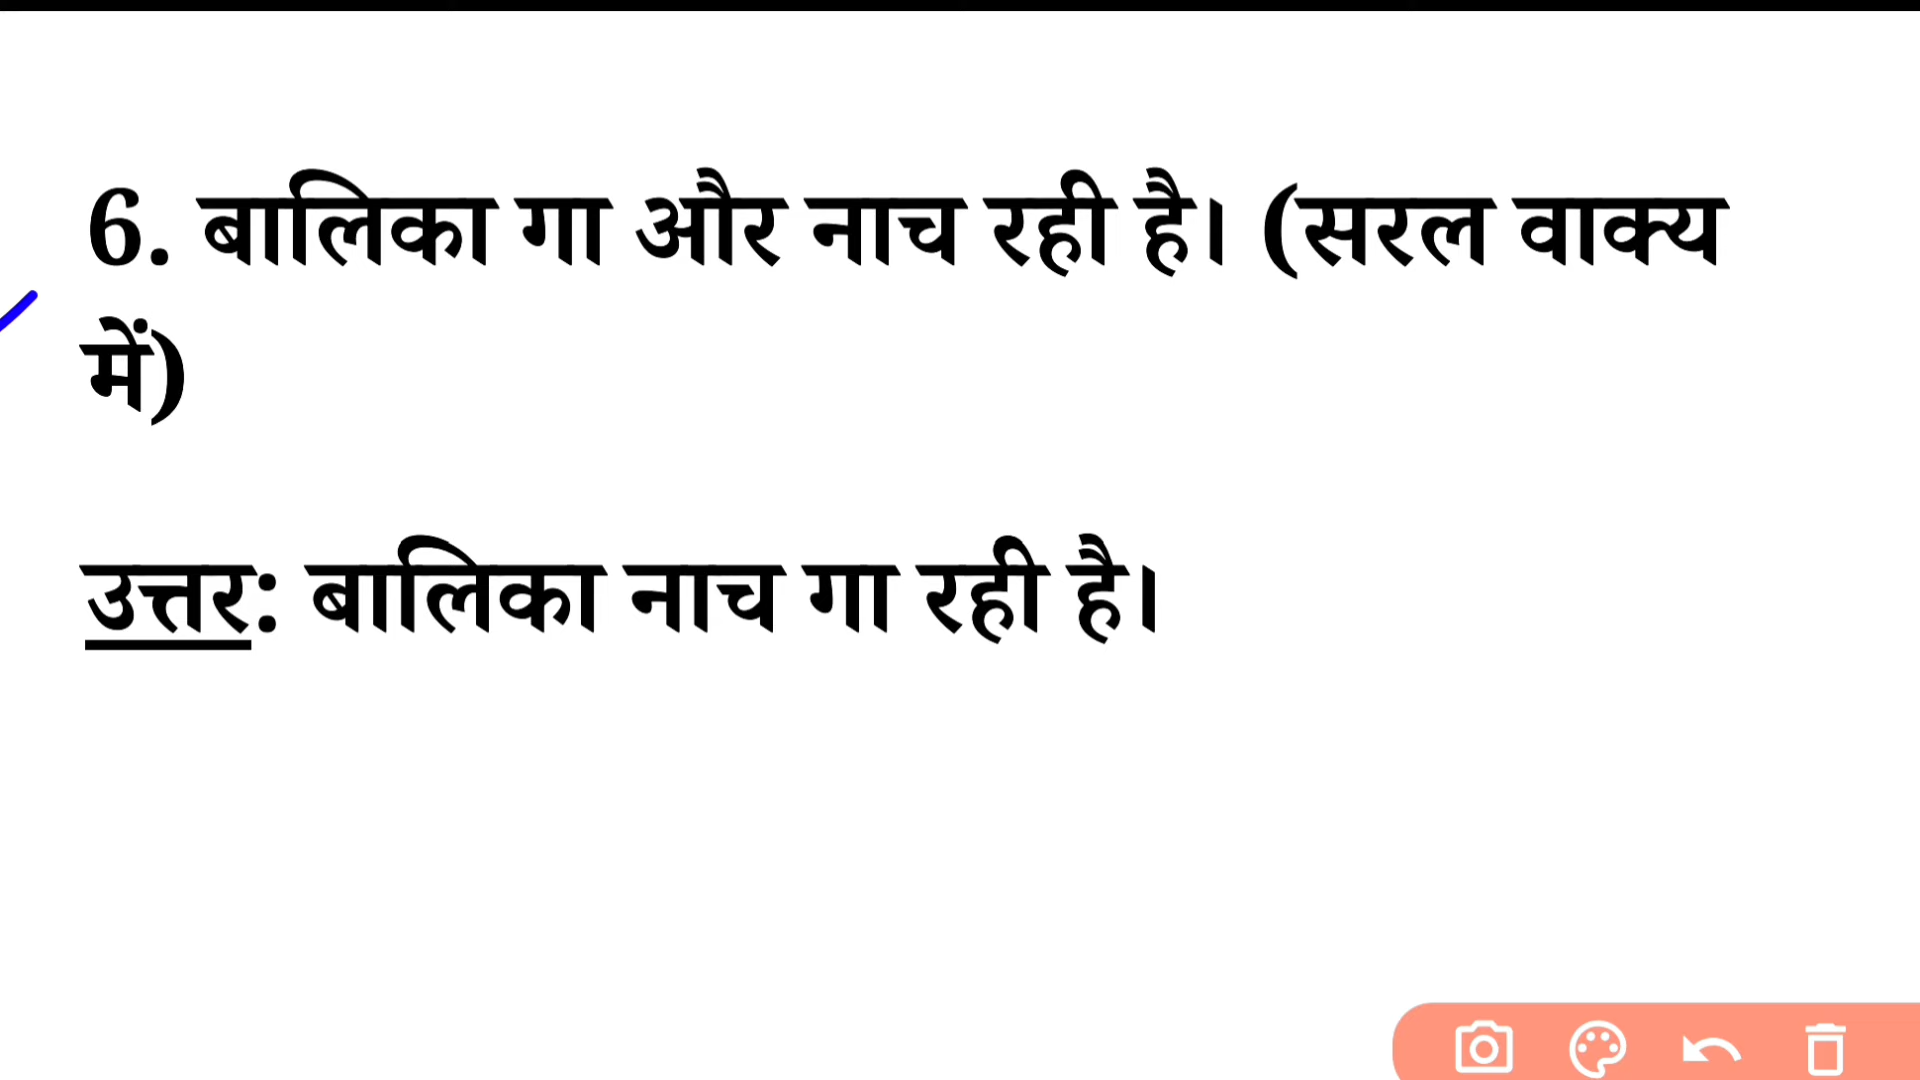 6. बालिका गा और नाच रही है। (सरल वाक्य
में)
उत्तर: बालिका नाच गा रही है।